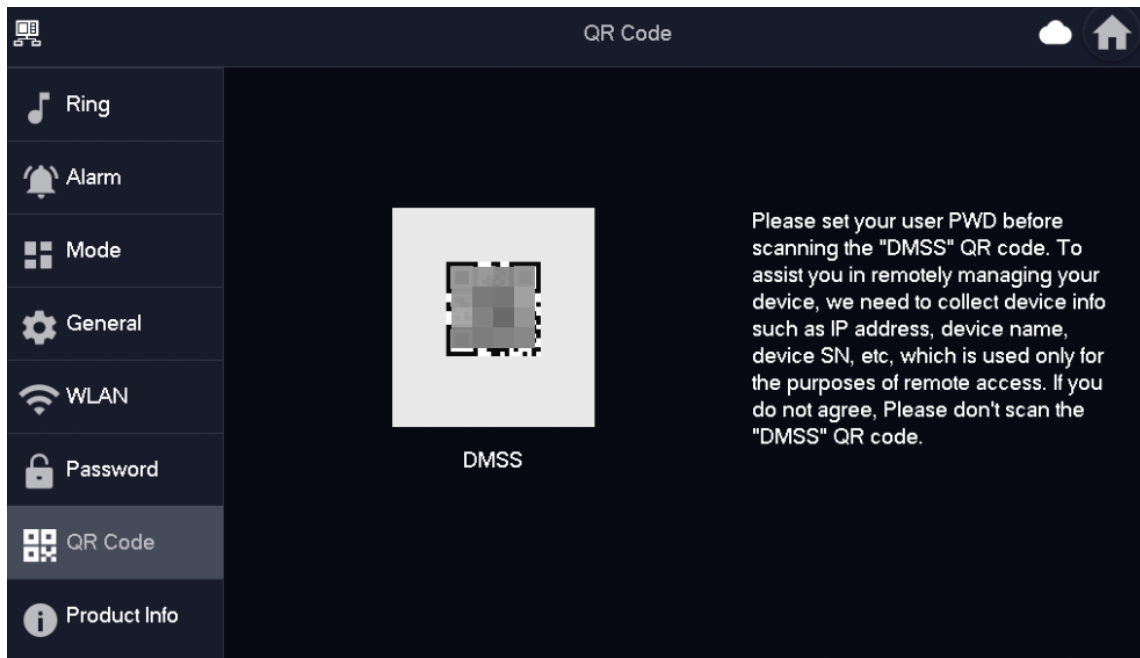 QR Code
Ring
Alarm
Mode
General
WLAN
Password
QR Code
Product Info
DMSS
Please set your user PWD before
scanning the "DMSS" QR code. To
assist you in remotely managing your
device, we need to collect device info
such as IP address, device name,
device SN, etc, which is used only for
the purposes of remote access. If you
do not agree, Please don't scan the
"DMSS" QR code.